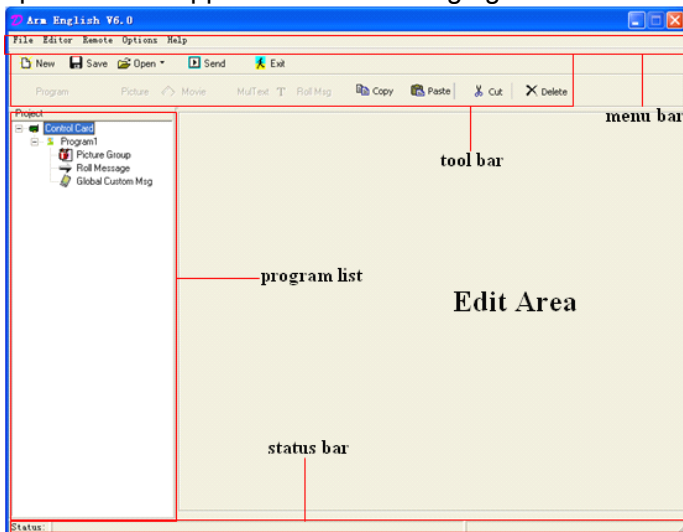 Arm English V6.0
File Editor Remote Options Help
New Save Open Send Exit
Program Picture Movie MulText T Roll Msg Copy Paste Cut Delete
Project
menu bar
Control Card
tool bar
Program1
Picture Group
Roll Message
Global Custom Msg
program list
Edit Area
status bar
Status: